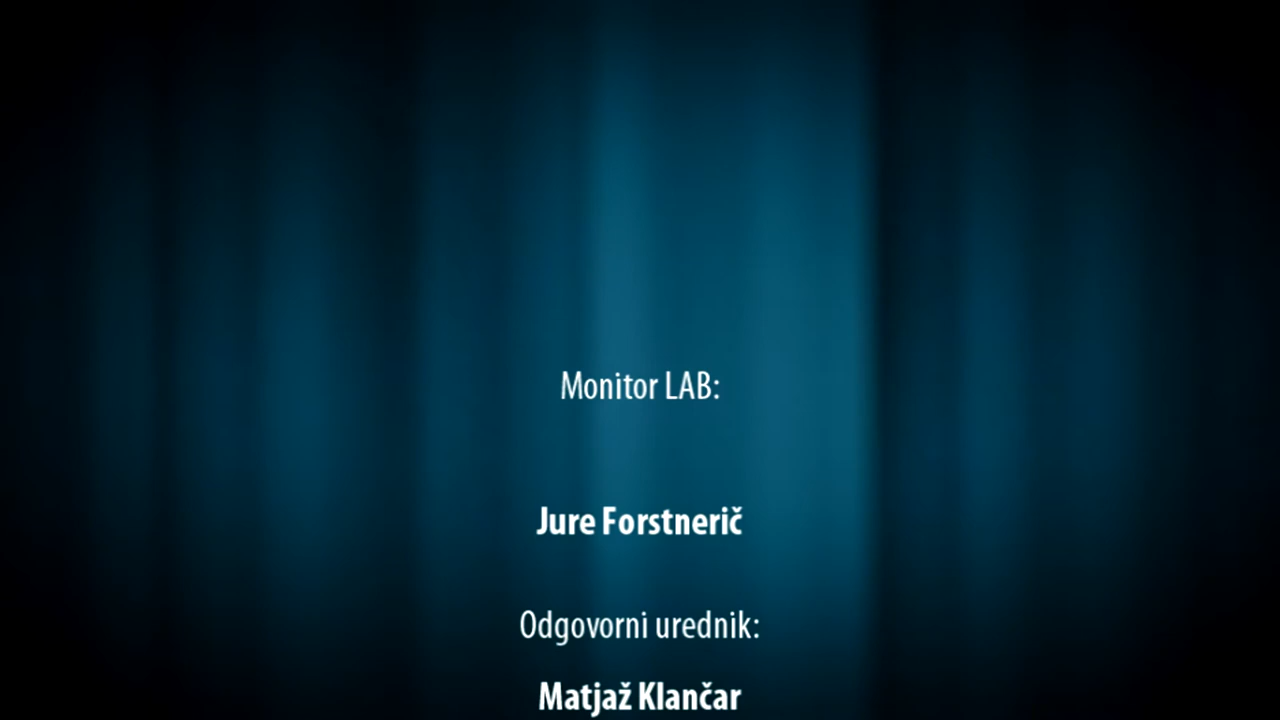 Monitor LAB:
Jure Forstnerič
Odgovorni urednik:
Matjaž Klančar